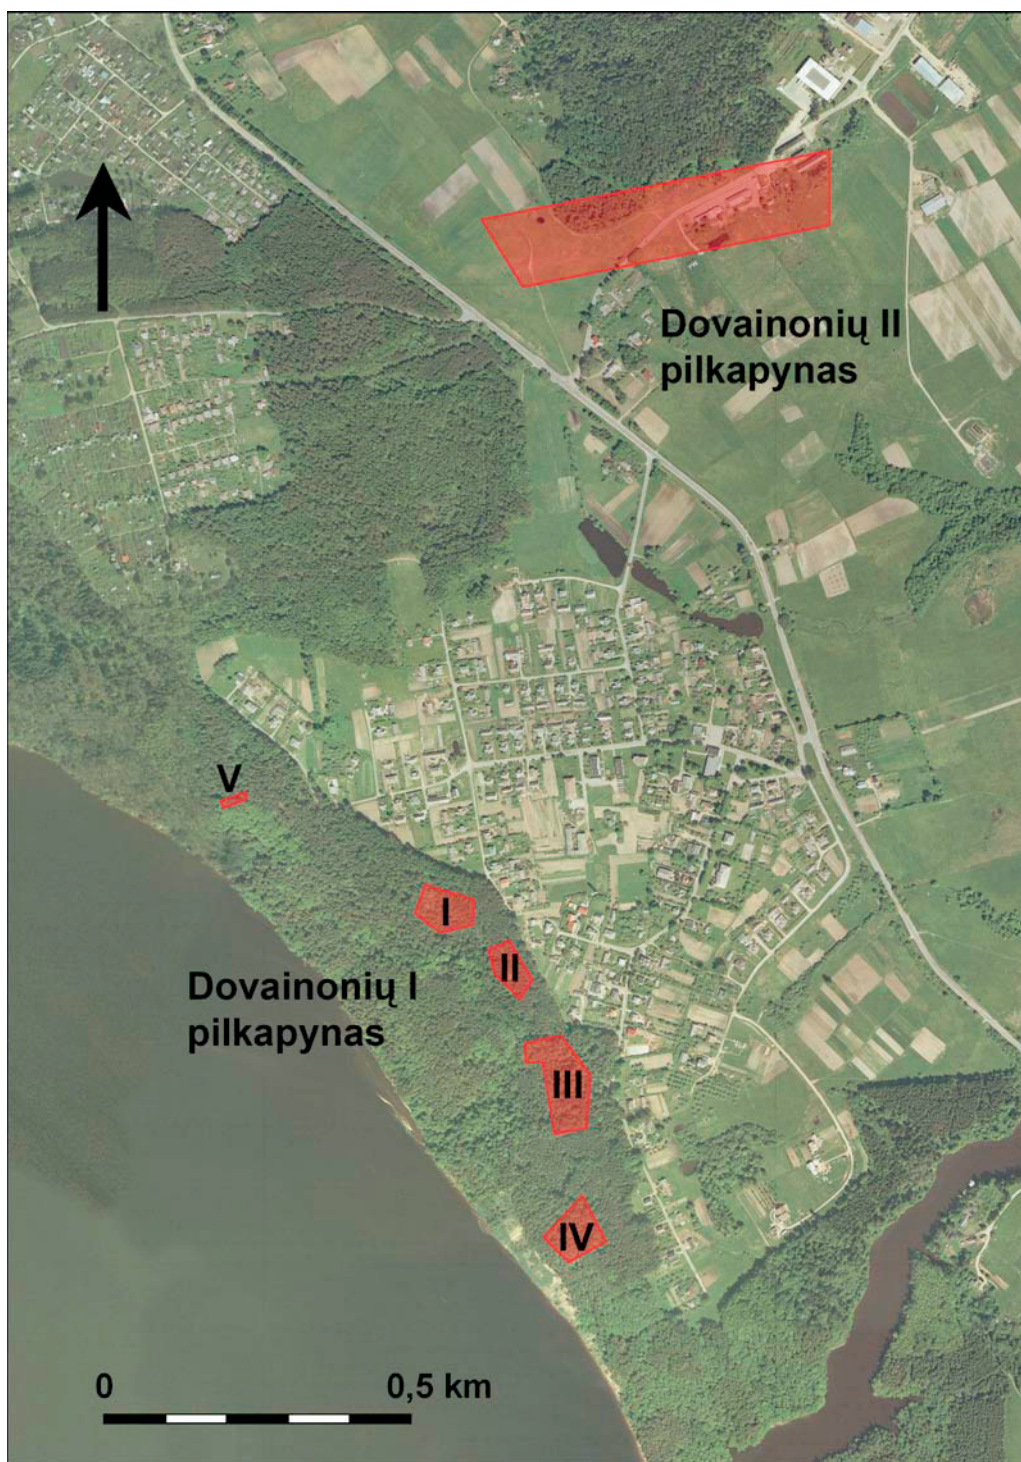 Dovainonių II
pilkapynas
V
I
II
Dovainonių I
pilkapynas
III
IV
0
0,5 km